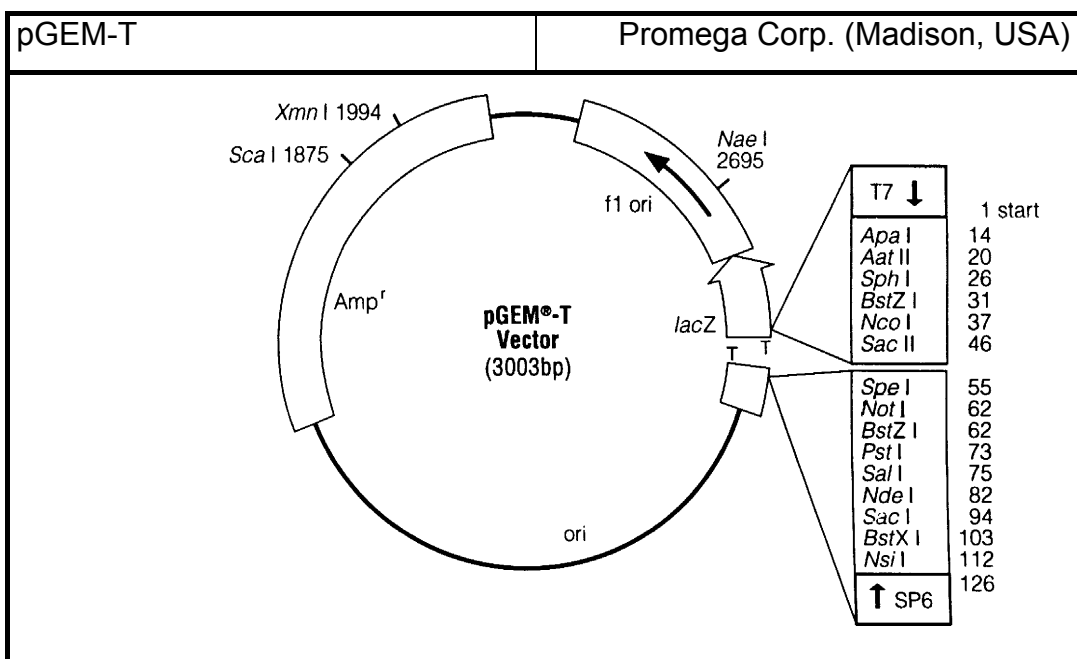 pGEM-T
Promega Corp. (Madison, USA)
Xmn I 1994
Sca I 1875
Nae I
2695
f1 ori
Amp^r
pGEM®-T
Vector
(3003bp)
lacZ
T T
ori
T7 ↓
1 start
Apa I 14
Aat II 20
Sph I 26
BstZ I 31
Nco I 37
Sac II 46
Spe I 55
Not I 62
BstZ I 62
Pst I 73
Sal I 75
Nde I 82
Sac I 94
BstX I 103
Nsi I 112
126
↑ SP6